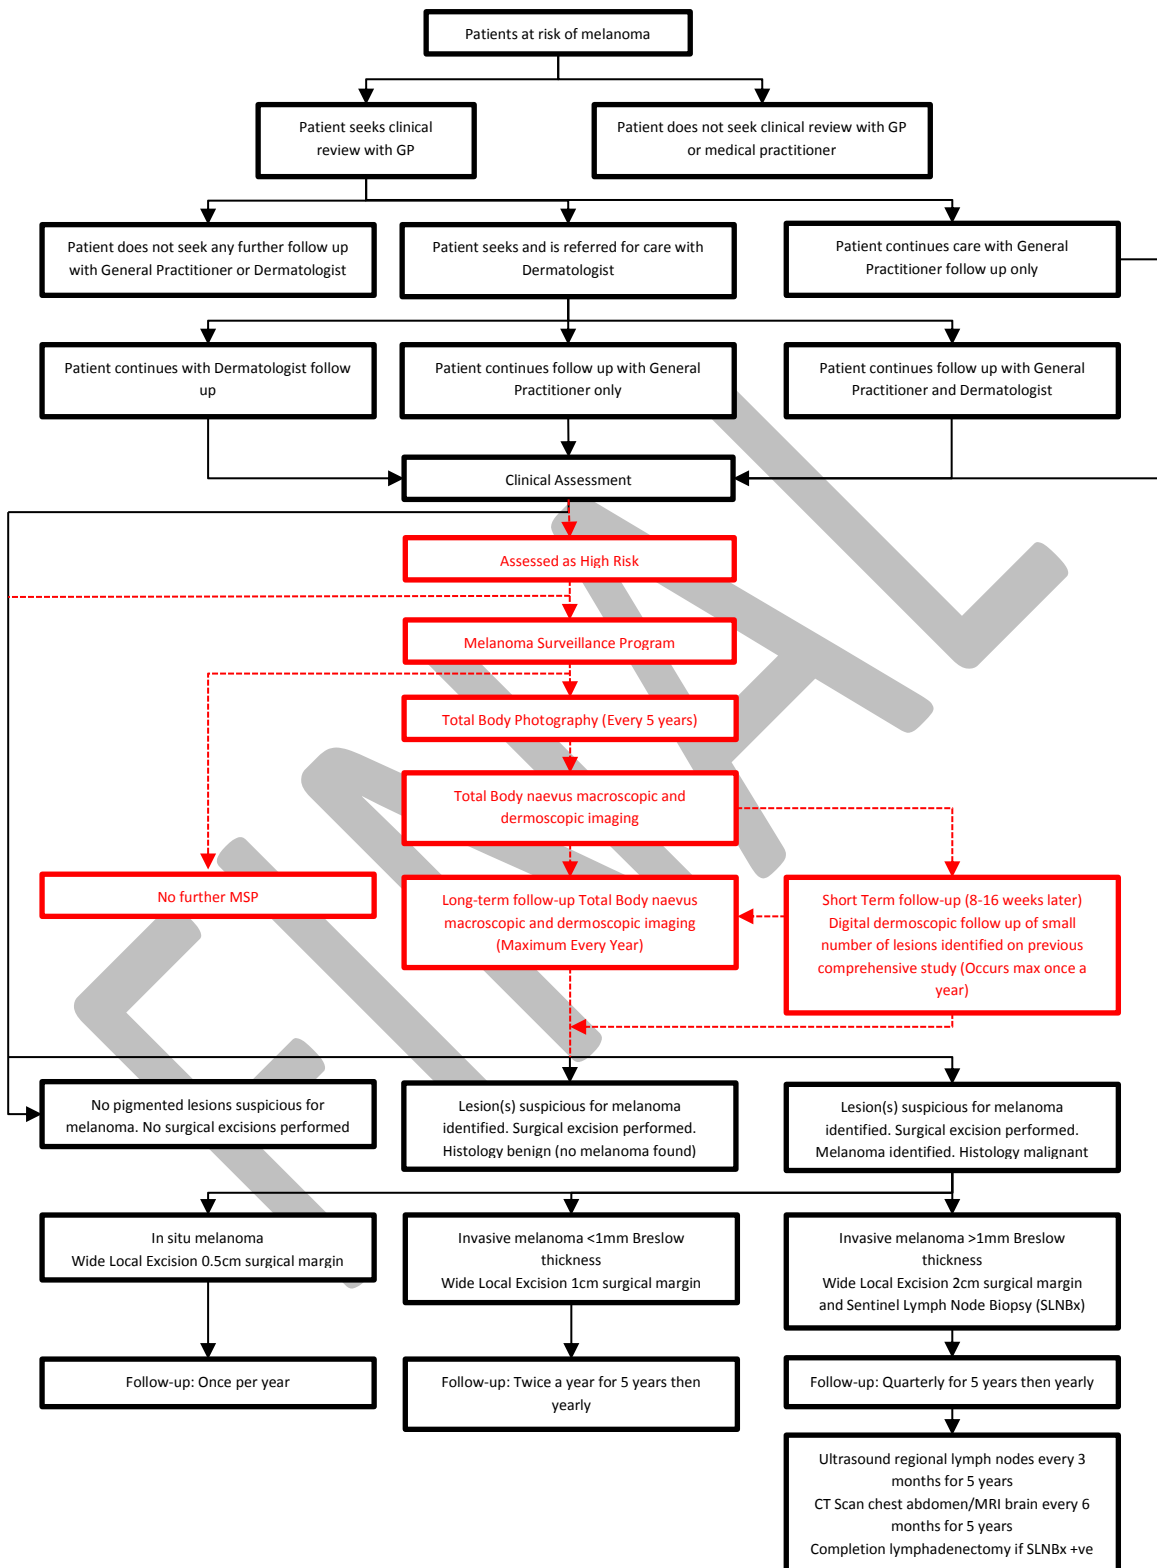 Patients at risk of melanoma
Patient seeks clinical
review with GP
Patient does not seek clinical review with GP
or medical practitioner
Patient does not seek any further follow up
with General Practitioner or Dermatologist
Patient seeks and is referred for care with
Dermatologist
Patient continues care with General
Practitioner follow up only
Patient continues with Dermatologist follow
up
Patient continues follow up with General
Practitioner only
Patient continues follow up with General
Practitioner and Dermatologist
Clinical Assessment
Assessed as High Risk
Melanoma Surveillance Program
Total Body Photography (Every 5 years)
Total Body naevus macroscopic and
dermoscopic imaging
No further MSP
Long-term follow-up Total Body naevus
macroscopic and dermoscopic imaging
(Maximum Every Year)
Short Term follow-up (8-16 weeks later)
Digital dermoscopic follow up of small
number of lesions identified on previous
comprehensive study (Occurs max once a
year)
No pigmented lesions suspicious for
melanoma. No surgical excisions performed
Lesion(s) suspicious for melanoma
identified. Surgical excision performed.
Histology benign (no melanoma found)
Lesion(s) suspicious for melanoma
identified. Surgical excision performed.
Melanoma identified. Histology malignant
In situ melanoma
Wide Local Excision 0.5cm surgical margin
Invasive melanoma <1mm Breslow
thickness
Wide Local Excision 1cm surgical margin
Invasive melanoma >1mm Breslow
thickness
Wide Local Excision 2cm surgical margin
and Sentinel Lymph Node Biopsy (SLNBx)
Follow-up: Once per year
Follow-up: Twice a year for 5 years then
yearly
Follow-up: Quarterly for 5 years then yearly
Ultrasound regional lymph nodes every 3
months for 5 years
CT Scan chest abdomen/MRI brain every 6
months for 5 years
Completion lymphadenectomy if SLNBx +ve
FINAL